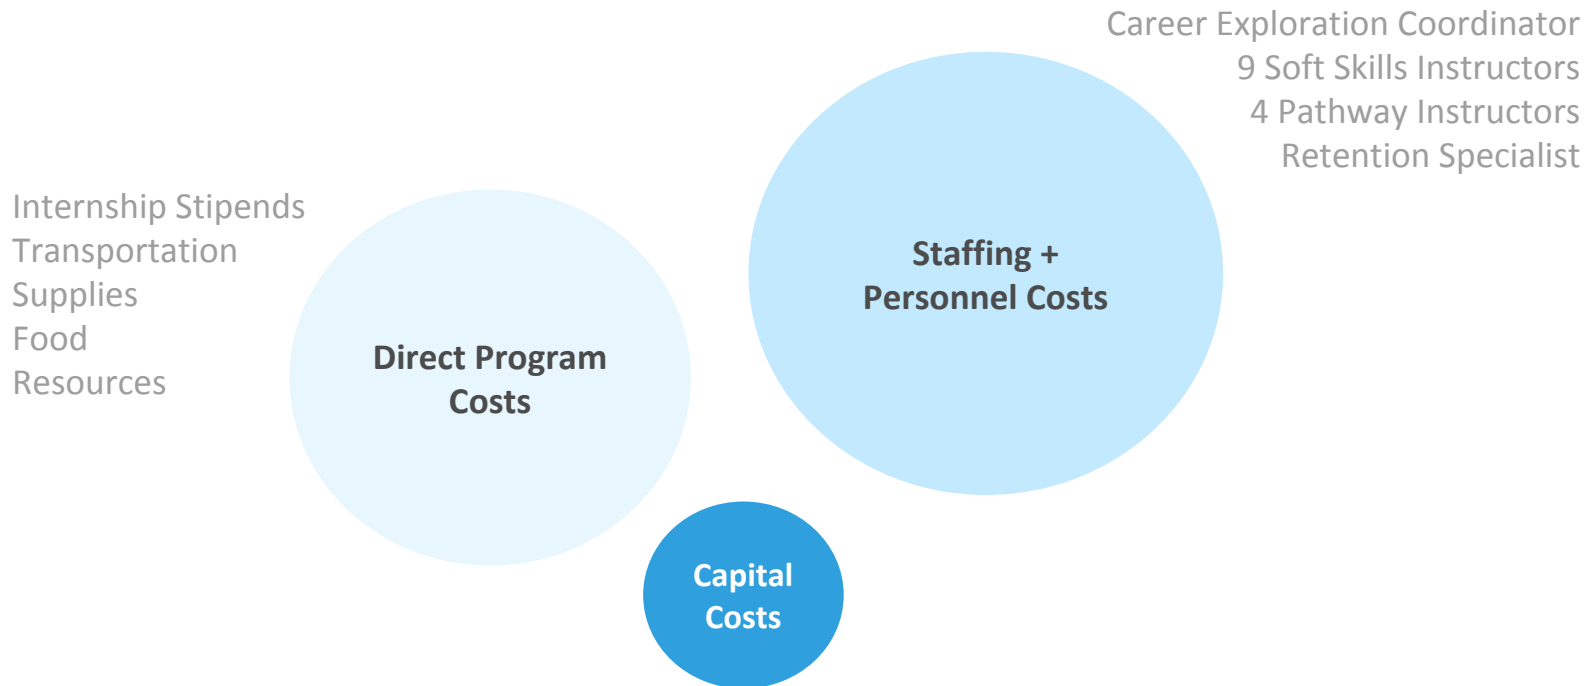 Career Exploration Coordinator
9 Soft Skills Instructors
4 Pathway Instructors
Retention Specialist
Internship Stipends
Transportation
Supplies
Food
Resources
Staffing +
Personnel Costs
Direct Program
Costs
Capital
Costs